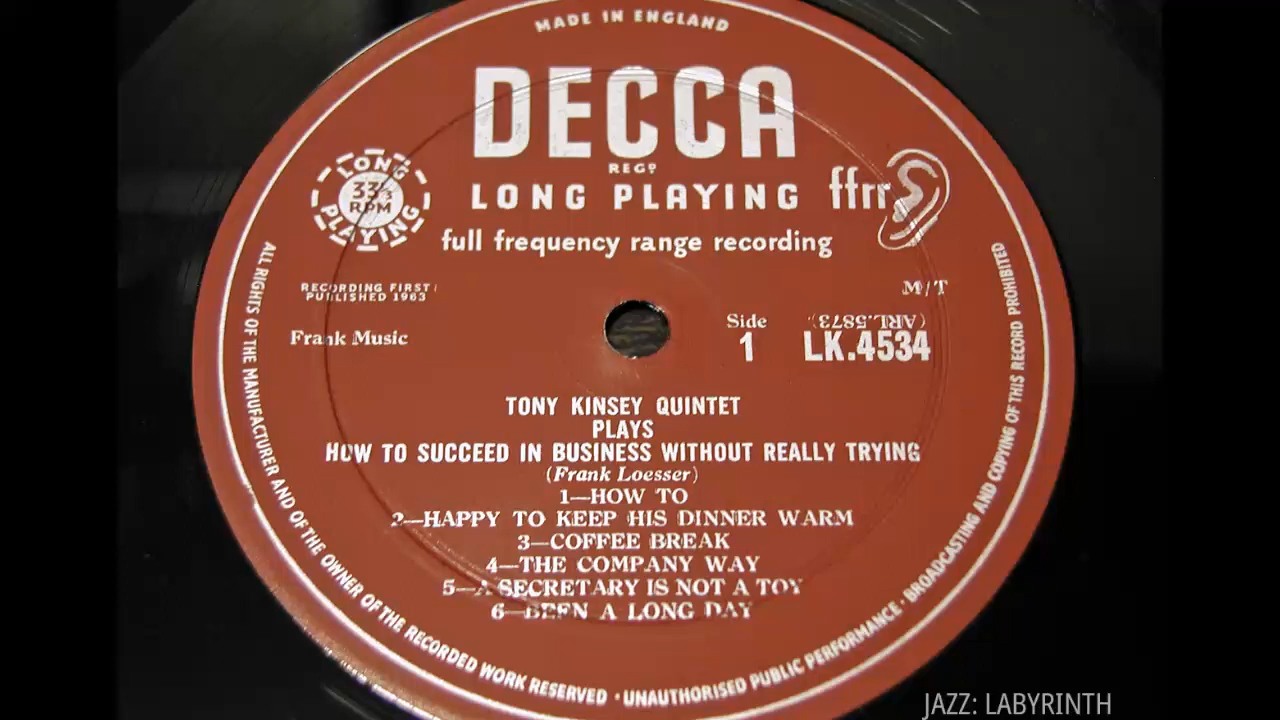 MADE IN ENGLAND
DECCA
REGD
LONG PLAYING
ffrr
full frequency range recording
LONG
33⅓
RPM
PLAYING
RECORDING FIRST
PUBLISHED 1963
M/T
Frank Music
Side
1
(ARL.5873)
LK.4534
TONY KINSEY QUINTET
PLAYS
HOW TO SUCCEED IN BUSINESS WITHOUT REALLY TRYING
(Frank Loesser)
1—HOW TO
2—HAPPY TO KEEP HIS DINNER WARM
3—COFFEE BREAK
4—THE COMPANY WAY
5—A SECRETARY IS NOT A TOY
6—BEEN A LONG DAY
ALL RIGHTS OF THE MANUFACTURER AND OF THE OWNER OF THE RECORDED WORK RESERVED · UNAUTHORISED PUBLIC PERFORMANCE · BROADCASTING AND COPYING OF THIS RECORD PROHIBITED
JAZZ: LABYRINTH